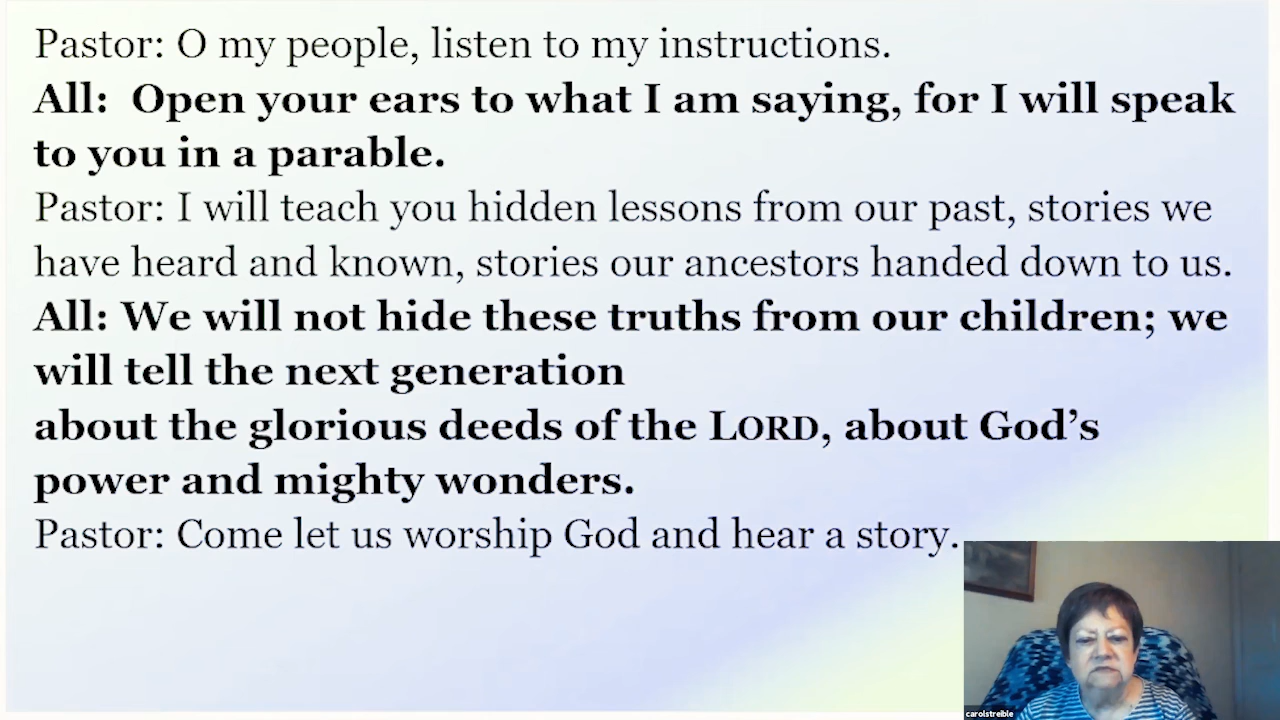 Pastor: O my people, listen to my instructions.
All:  Open your ears to what I am saying, for I will speak
to you in a parable.
Pastor: I will teach you hidden lessons from our past, stories we
have heard and known, stories our ancestors handed down to us.
All: We will not hide these truths from our children; we
will tell the next generation
about the glorious deeds of the LORD, about God’s
power and mighty wonders.
Pastor: Come let us worship God and hear a story.
carolstreible